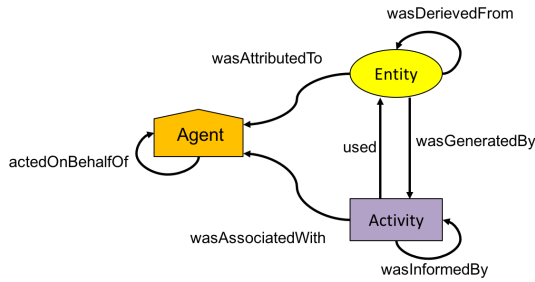 wasDerievedFrom
wasAttributedTo
Entity
Agent
used
wasGeneratedBy
actedOnBehalfOf
Activity
wasAssociatedWith
wasInformedBy